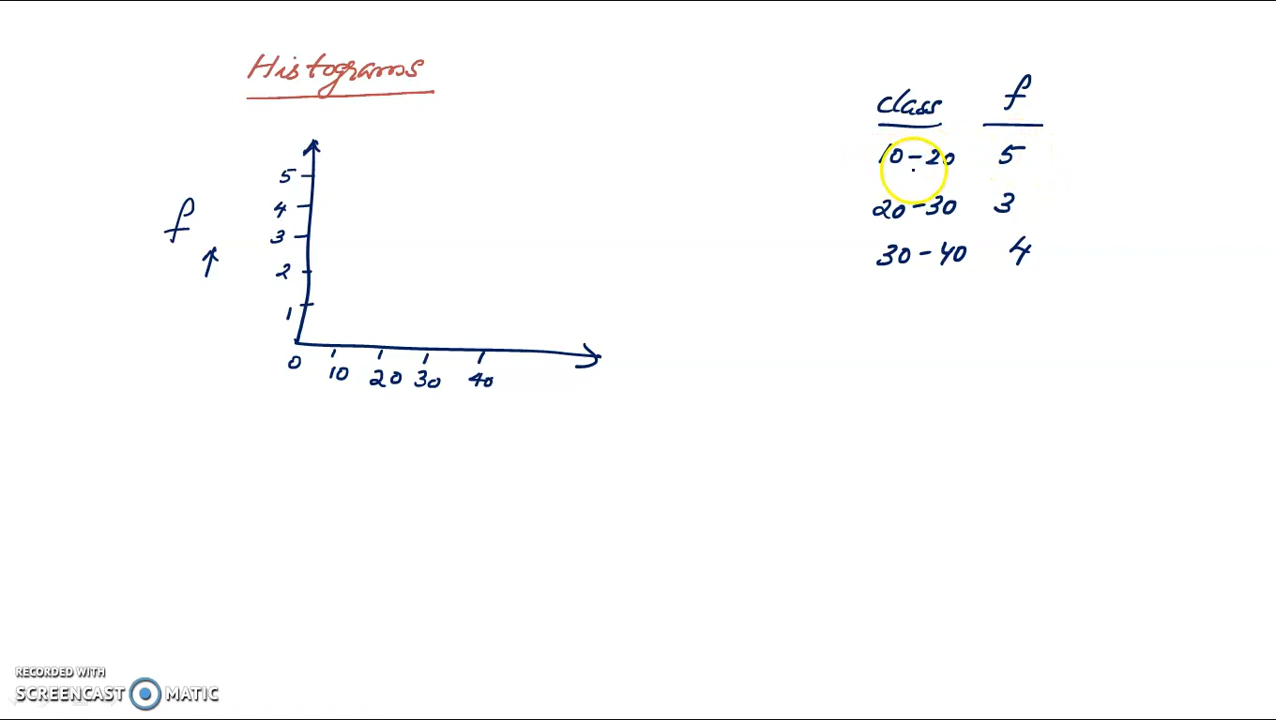 Histograms
f ↑
5
4
3
2
1
0 10 20 30 40
class f
10-20 5
20-30 3
30-40 4
RECORDED WITH
SCREENCAST MATIC